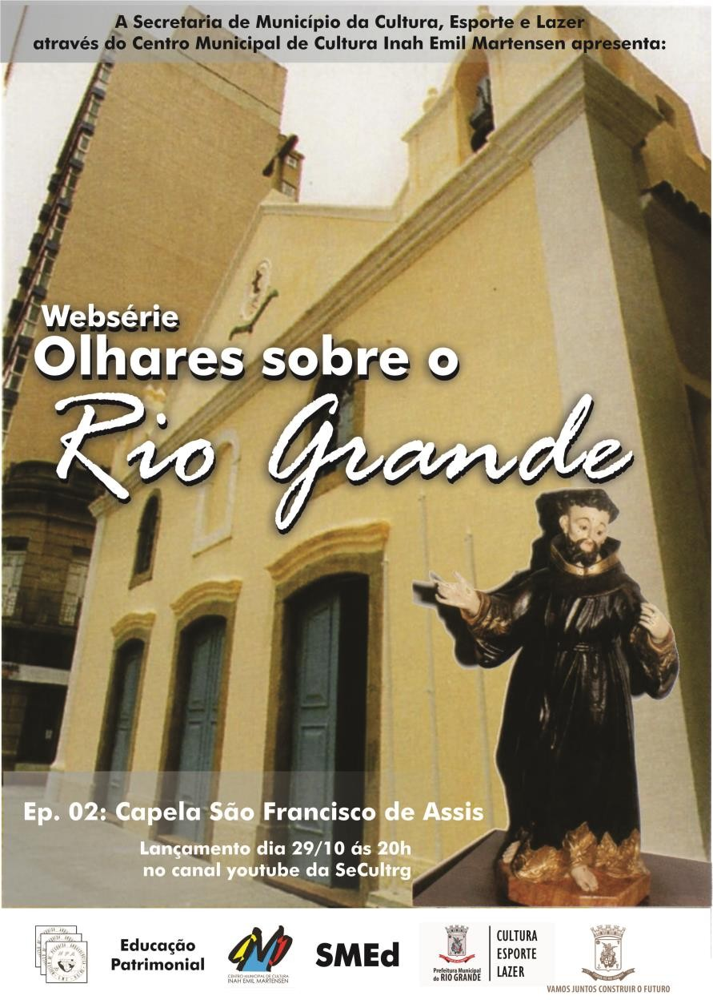 A Secretaria de Município da Cultura, Esporte e Lazer
através do Centro Municipal de Cultura Inah Emil Martensen apresenta:
Websérie
Olhares sobre o
Rio Grande
Ep. 02: Capela São Francisco de Assis
Lançamento dia 29/10 ás 20h
no canal youtube da SeCultrg
Educação
Patrimonial
CENTRO MUNICIPAL DE CULTURA
INAH EMIL MARTENSEN
SMEd
Prefeitura Municipal
do RIO GRANDE
CULTURA
ESPORTE
LAZER
VAMOS JUNTOS CONSTRUIR O FUTURO